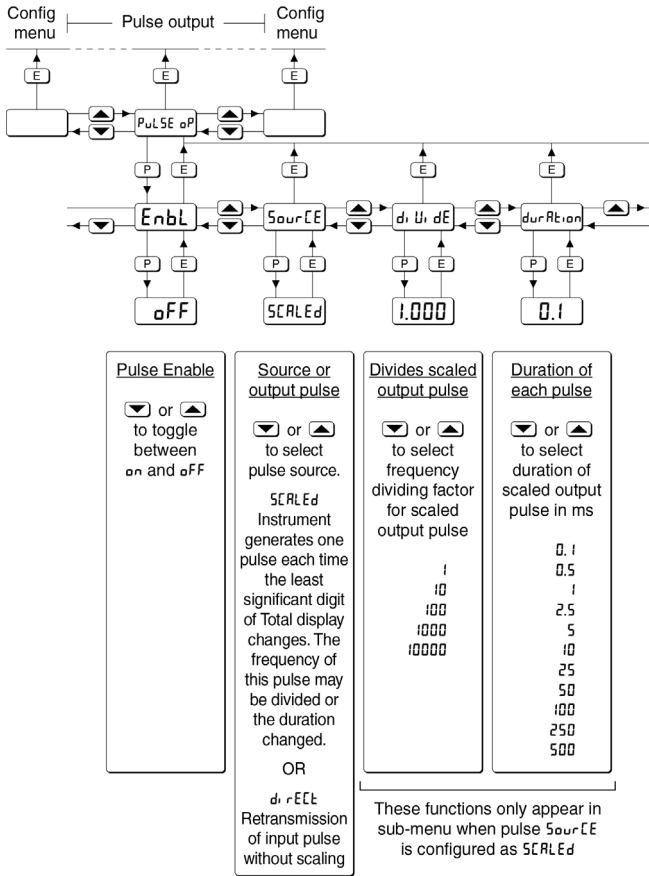 Config menu
Pulse output
Config menu
E
E
E
PuLSE oP
P
E
E
E
E
EnbL
SourCE
diUidE
durAtion
P
E
P
E
P
E
P
E
oFF
SCALEd
1.000
0.1
Pulse Enable
or
to toggle
between
on and oFF
Source or
output pulse
or
to select
pulse source.
SCALEd
Instrument
generates one
pulse each time
the least
significant digit
of Total display
changes. The
frequency of
this pulse may
be divided or
the duration
changed.
OR
dirECt
Retransmission
of input pulse
without scaling
Divides scaled
output pulse
or
to select
frequency
dividing factor
for scaled
output pulse
1
10
100
1000
10000
Duration of
each pulse
or
to select
duration of
scaled output
pulse in ms
0.1
0.5
1
2.5
5
10
25
50
100
250
500
These functions only appear in
sub-menu when pulse SourCE
is configured as SCALEd